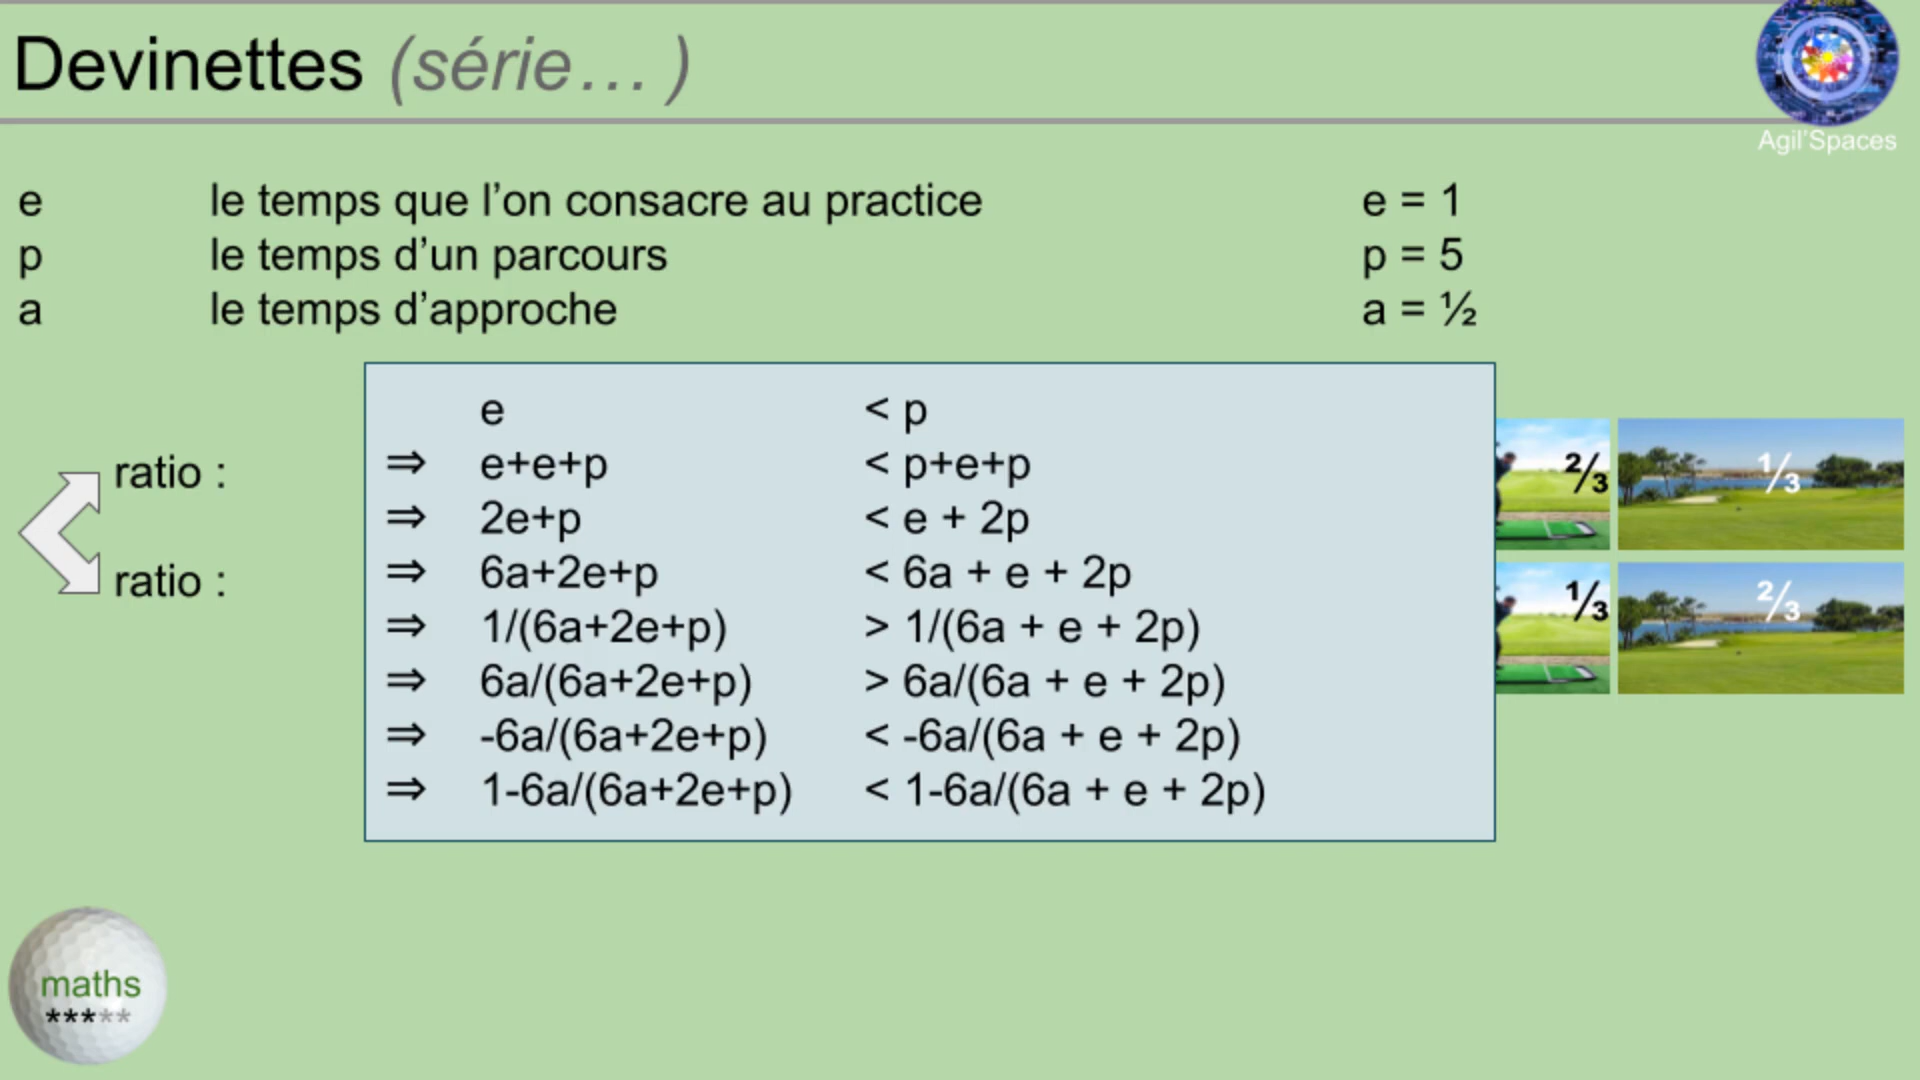 Devinettes (série… )
Agil'Spaces
e le temps que l’on consacre au practice e = 1
p le temps d’un parcours p = 5
a le temps d’approche a = ½
e < p
⇒ e+e+p < p+e+p
⇒ 2e+p < e + 2p
⇒ 6a+2e+p < 6a + e + 2p
⇒ 1/(6a+2e+p) > 1/(6a + e + 2p)
⇒ 6a/(6a+2e+p) > 6a/(6a + e + 2p)
⇒ -6a/(6a+2e+p) < -6a/(6a + e + 2p)
⇒ 1-6a/(6a+2e+p) < 1-6a/(6a + e + 2p)
ratio : ⅔ ⅓
ratio : ⅓ ⅔
maths
*****